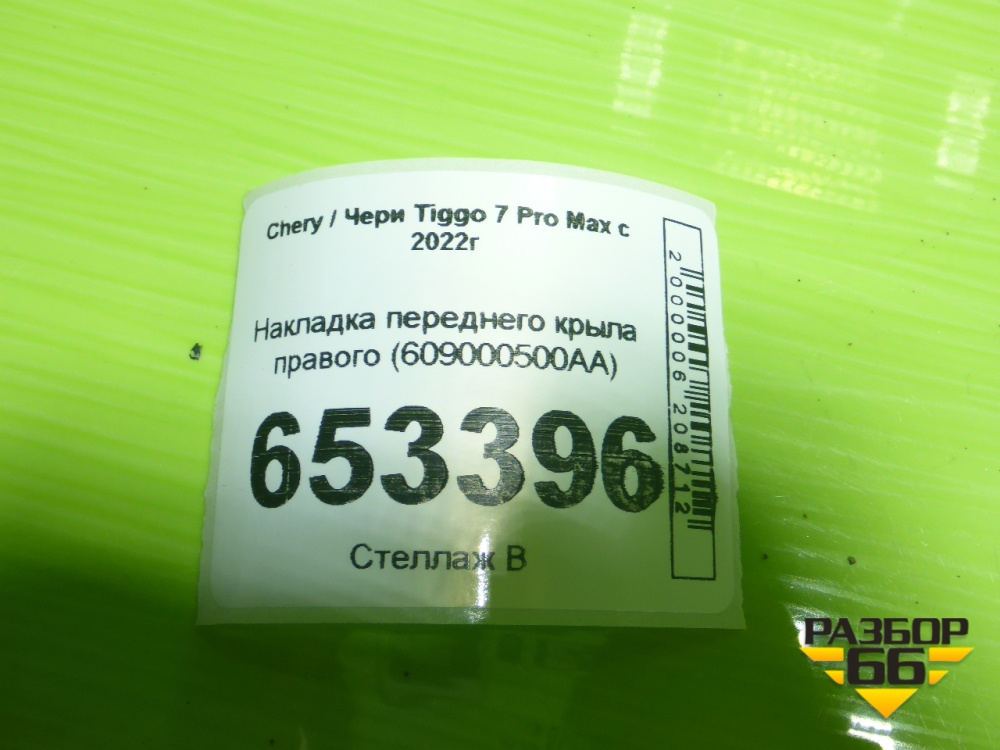 Chery / Чери Tiggo 7 Pro Max с
2022г
Накладка переднего крыла
правого (609000500AA)
653396
Стеллаж В
2000006208712
РАЗБОР
66